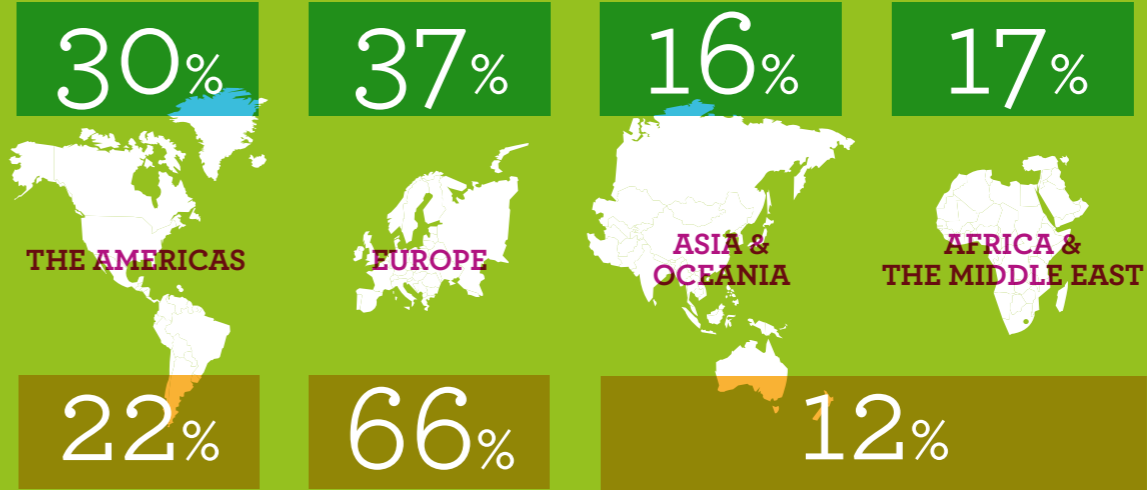 30% 37% 16% 17%
THE AMERICAS
EUROPE
ASIA &
OCEANIA
AFRICA &
THE MIDDLE EAST
22% 66% 12%